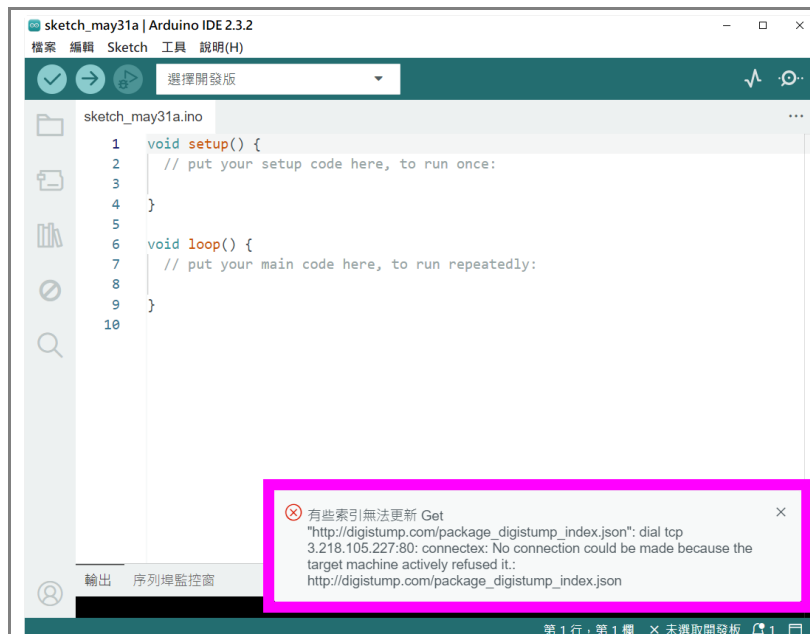 sketch_may31a | Arduino IDE 2.3.2
檔案 編輯 Sketch 工具 說明(H)
選擇開發版
sketch_may31a.ino
1 void setup() {
2 // put your setup code here, to run once:
3
4 }
5
6 void loop() {
7 // put your main code here, to run repeatedly:
8
9 }
10
有些索引無法更新 Get
"http://digistump.com/package_digistump_index.json": dial tcp
3.218.105.227:80: connectex: No connection could be made because the
target machine actively refused it.:
http://digistump.com/package_digistump_index.json
輸出 序列埠監控窗
第 1 行，第 1 欄 × 未選取開發板 1